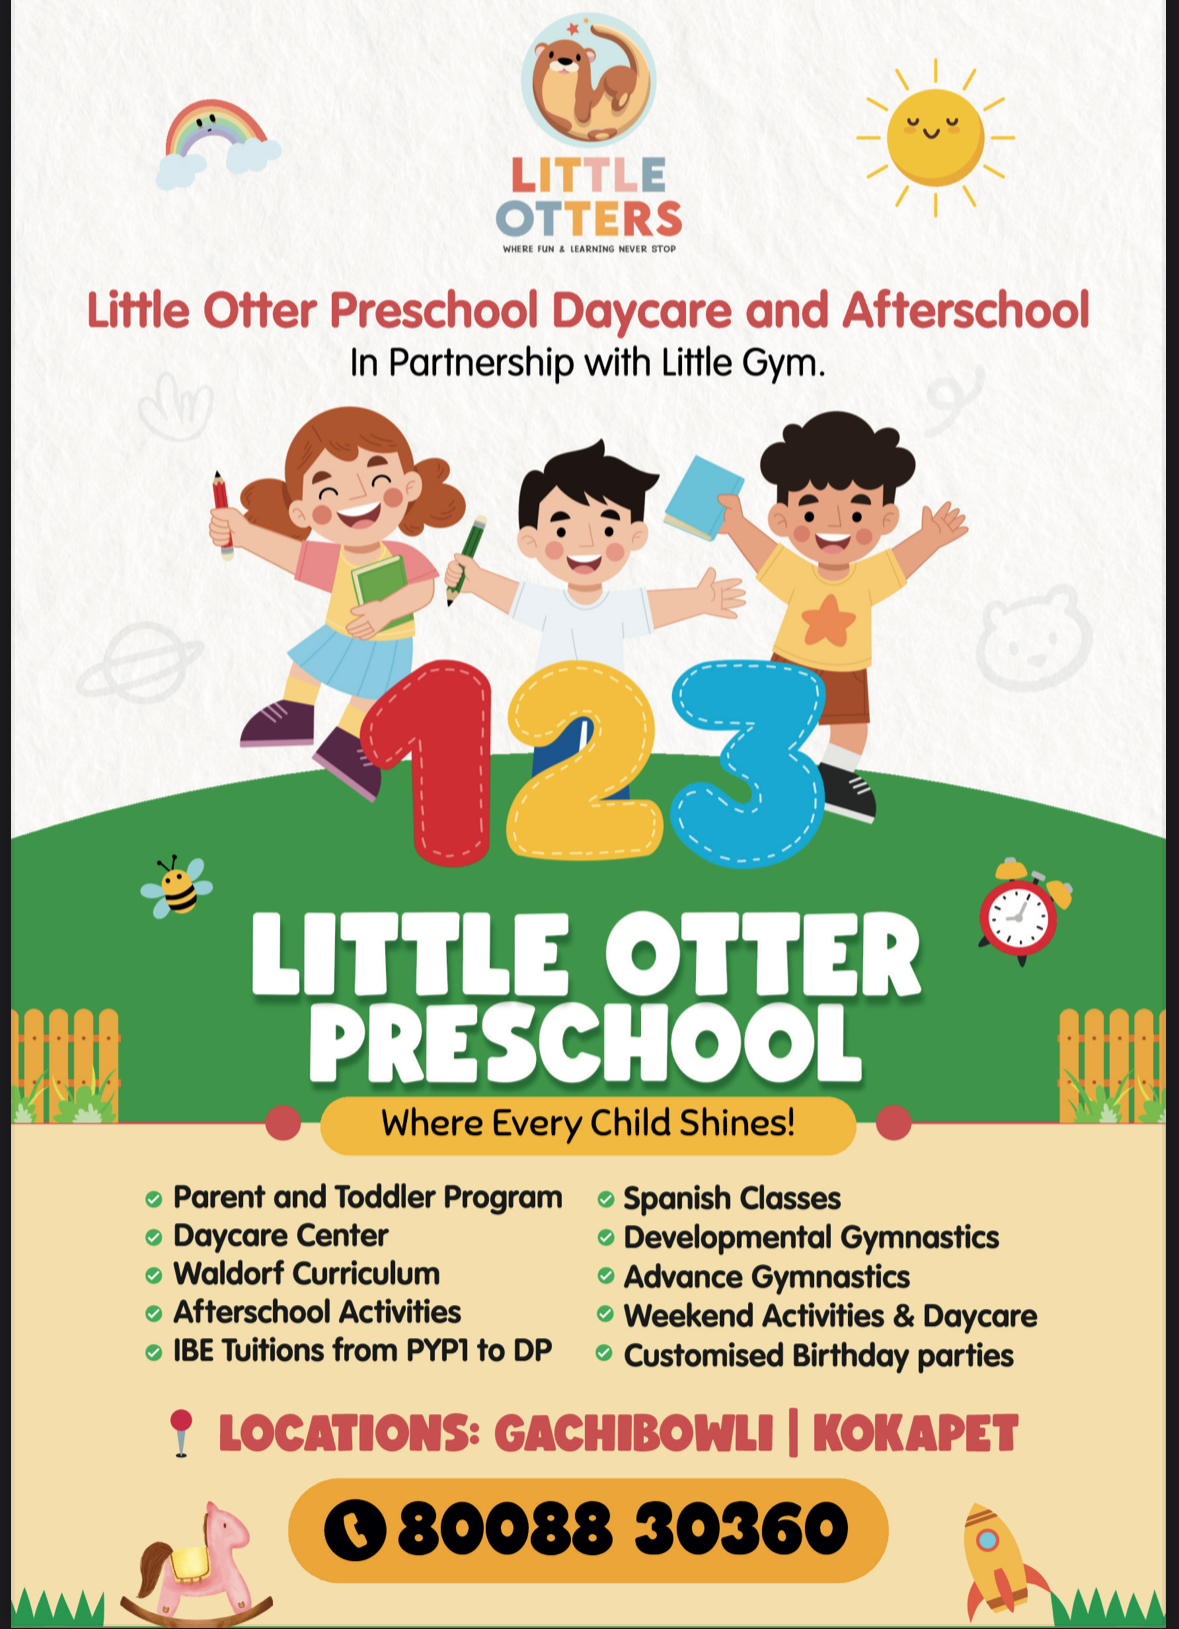 LITTLE
OTTERS
WHERE FUN & LEARNING NEVER STOP
Little Otter Preschool Daycare and Afterschool
In Partnership with Little Gym.
123
LITTLE OTTER
PRESCHOOL
Where Every Child Shines!
Parent and Toddler Program
Daycare Center
Waldorf Curriculum
Afterschool Activities
IBE Tuitions from PYP1 to DP
Spanish Classes
Developmental Gymnastics
Advance Gymnastics
Weekend Activities & Daycare
Customised Birthday parties
LOCATIONS: GACHIBOWLI | KOKAPET
80088 30360